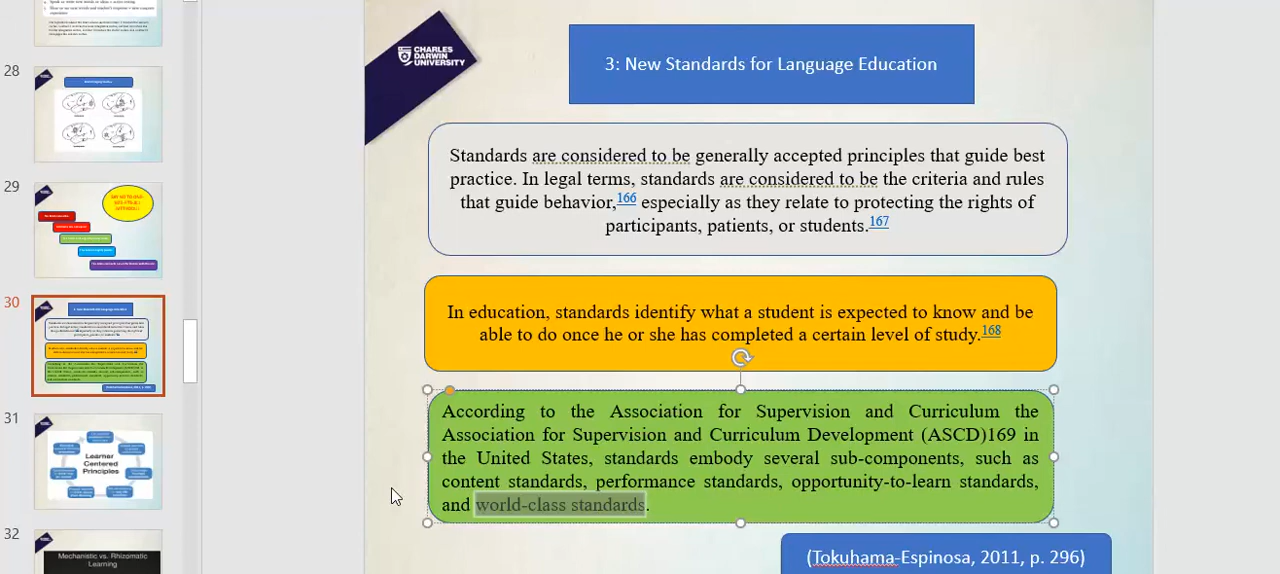 28
29
30
31
Learner
Centered
Principles
32
Mechanistic vs. Rhizomatic
Learning
CHARLES
DARWIN
UNIVERSITY
3: New Standards for Language Education
Standards are considered to be generally accepted principles that guide best
practice. In legal terms, standards are considered to be the criteria and rules
that guide behavior,166 especially as they relate to protecting the rights of
participants, patients, or students.167
In education, standards identify what a student is expected to know and be
able to do once he or she has completed a certain level of study.168
According to the Association for Supervision and Curriculum the
Association for Supervision and Curriculum Development (ASCD)169 in
the United States, standards embody several sub-components, such as
content standards, performance standards, opportunity-to-learn standards,
and world-class standards.
(Tokuhama-Espinosa, 2011, p. 296)